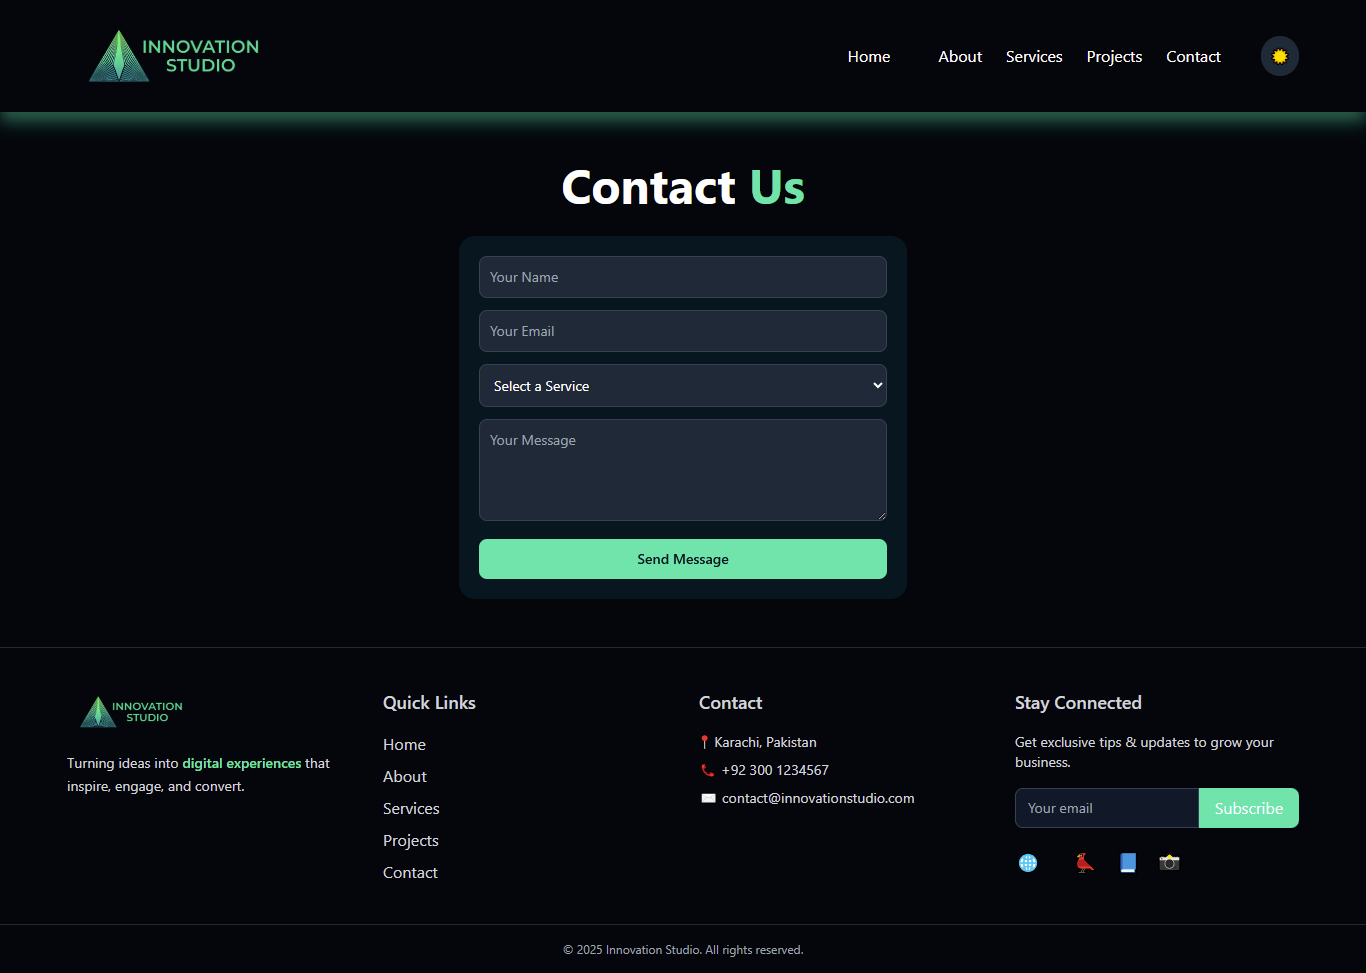 INNOVATION
STUDIO
Home About Services Projects Contact
Contact Us
Your Name
Your Email
Select a Service
Your Message
Send Message
INNOVATION
STUDIO
Turning ideas into digital experiences that
inspire, engage, and convert.
Quick Links
Home
About
Services
Projects
Contact
Contact
Karachi, Pakistan
+92 300 1234567
contact@innovationstudio.com
Stay Connected
Get exclusive tips & updates to grow your
business.
Your email
Subscribe
© 2025 Innovation Studio. All rights reserved.